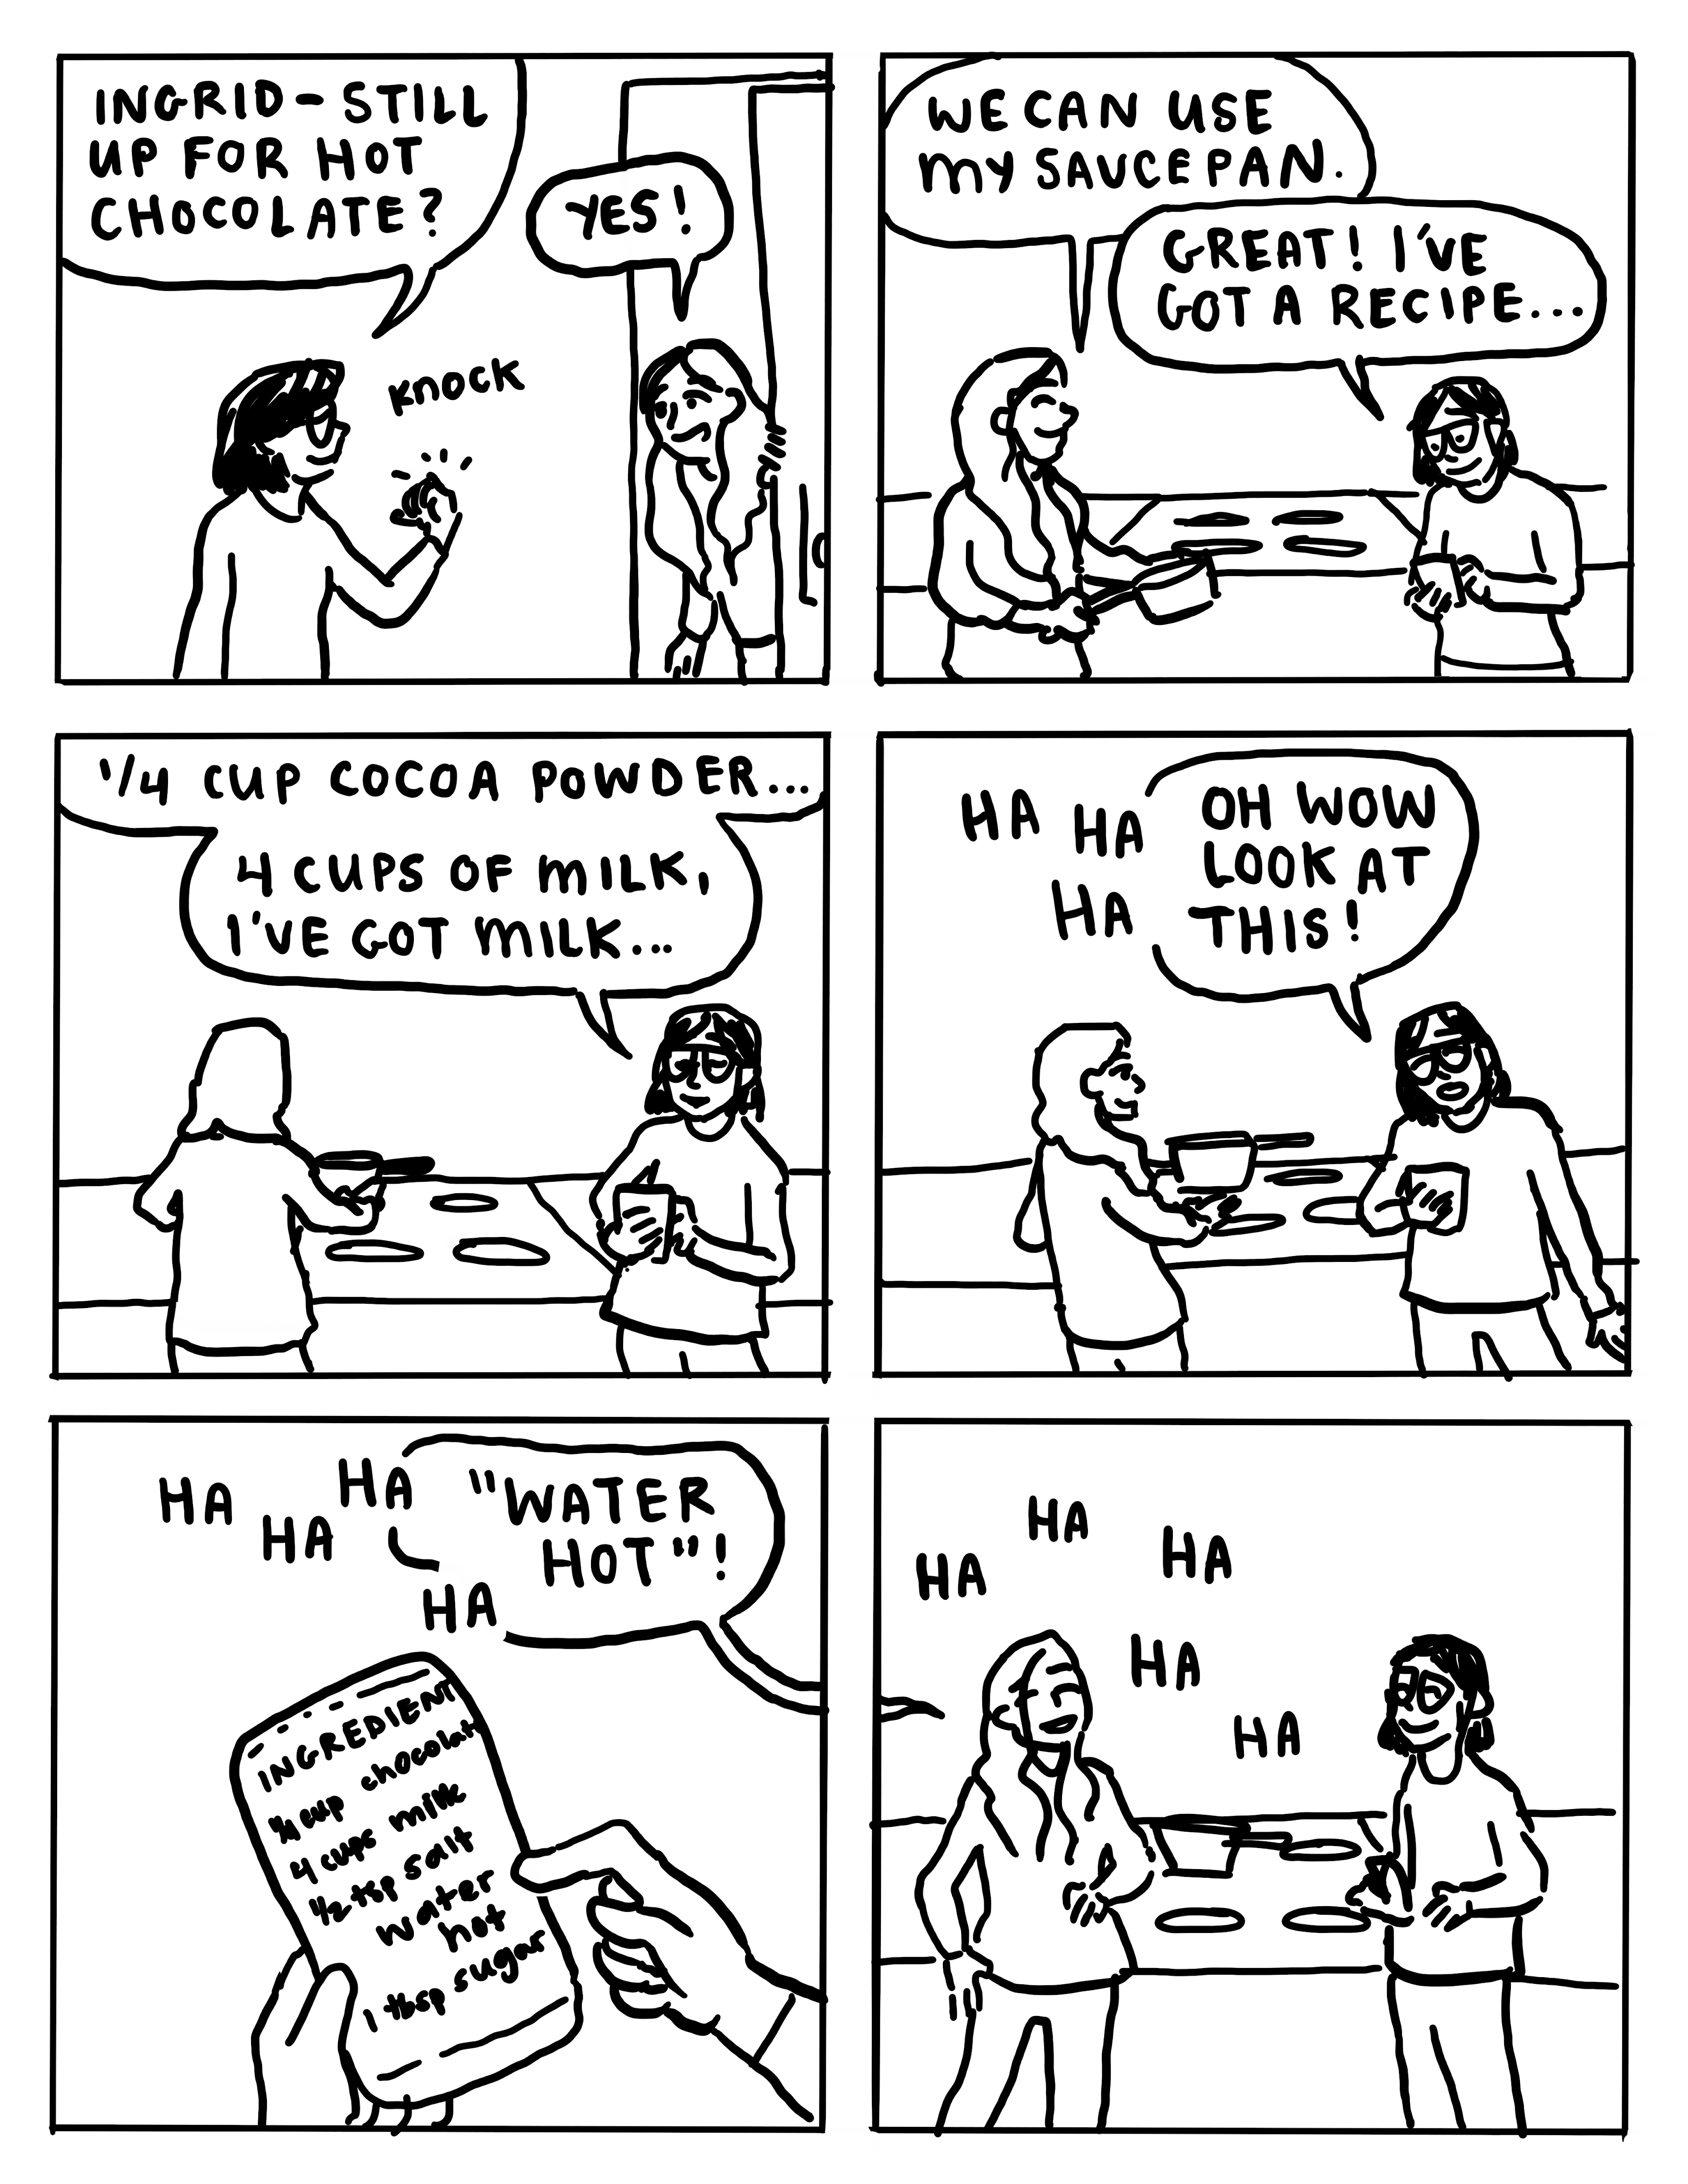 INGRID - STILL
UP FOR HOT
CHOCOLATE?
YES!
KNOCK
WE CAN USE
MY SAUCEPAN.
GREAT! I'VE
GOT A RECIPE...
1/4 CUP COCOA POWDER...
4 CUPS OF MILK,
I'VE GOT MILK...
HA HA
HA
OH WOW
LOOK AT
THIS!
HA HA HA
HA
"WATER
HOT"!
INGREDIENT
cup chocolat
4 cups milk
1/2 tsp salt
water
hot
1 tbsp sugar
HA
HA
HA
HA
HA